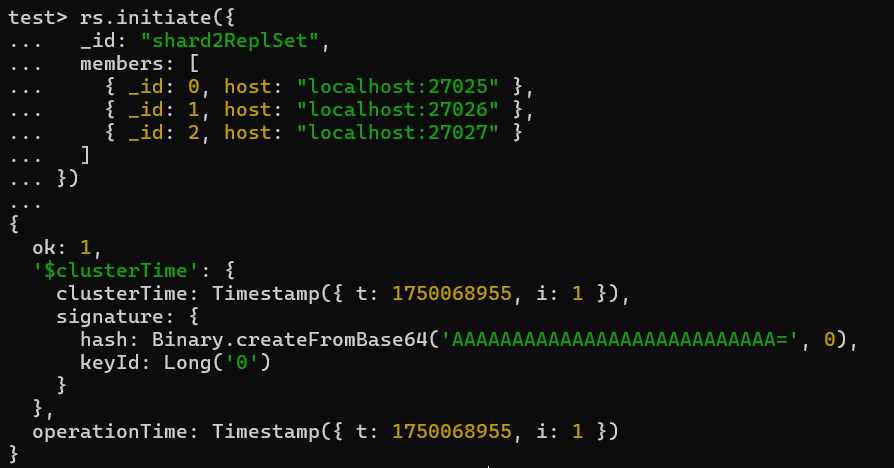 test> rs.initiate({
...   _id: "shard2ReplSet",
...   members: [
...     { _id: 0, host: "localhost:27025" },
...     { _id: 1, host: "localhost:27026" },
...     { _id: 2, host: "localhost:27027" }
...   ]
... })
...
{
  ok: 1,
  '$clusterTime': {
    clusterTime: Timestamp({ t: 1750068955, i: 1 }),
    signature: {
      hash: Binary.createFromBase64('AAAAAAAAAAAAAAAAAAAAAAAAAAA=', 0),
      keyId: Long('0')
    }
  },
  operationTime: Timestamp({ t: 1750068955, i: 1 })
}